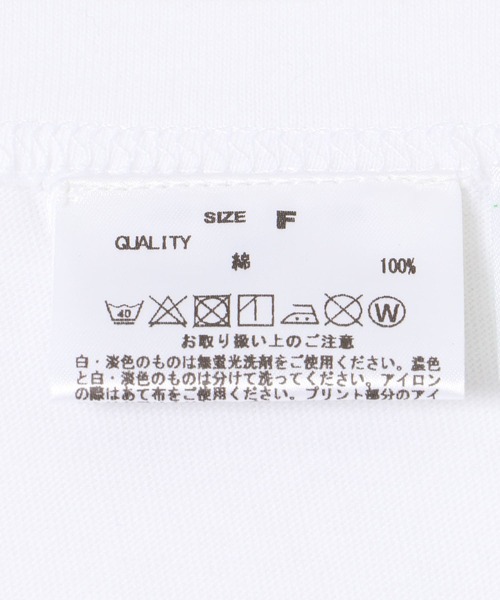 SIZE F
QUALITY
綿 100%
40 W
お取り扱い上のご注意
白・淡色のものは無蛍光洗剤をご使用ください。濃色
と白・淡色のものは分けて洗ってください。アイロン
の際はあて布をご使用ください。プリント部分のアイ